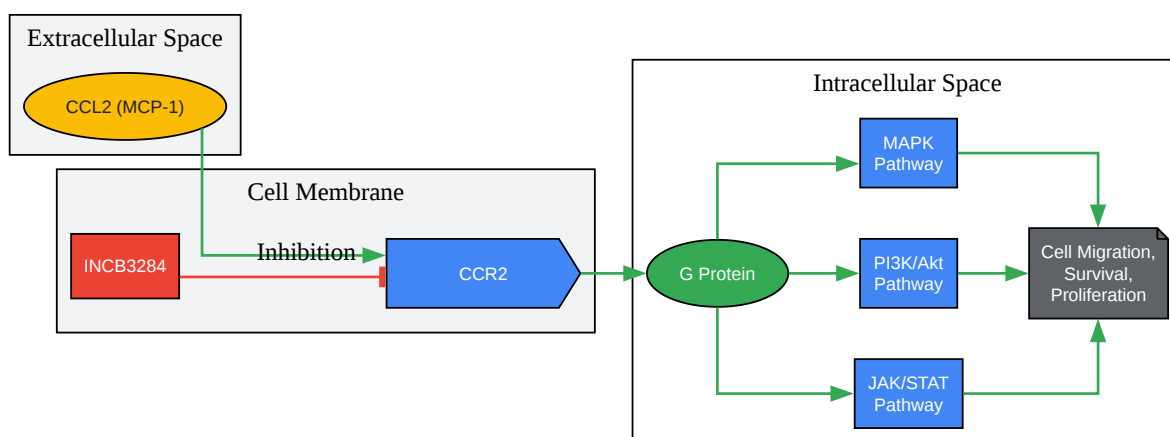 Extracellular Space
CCL2 (MCP-1)
Cell Membrane
INCB3284
Inhibition
CCR2
Intracellular Space
MAPK
Pathway
G Protein
PI3K/Akt
Pathway
Cell Migration,
Survival,
Proliferation
JAK/STAT
Pathway